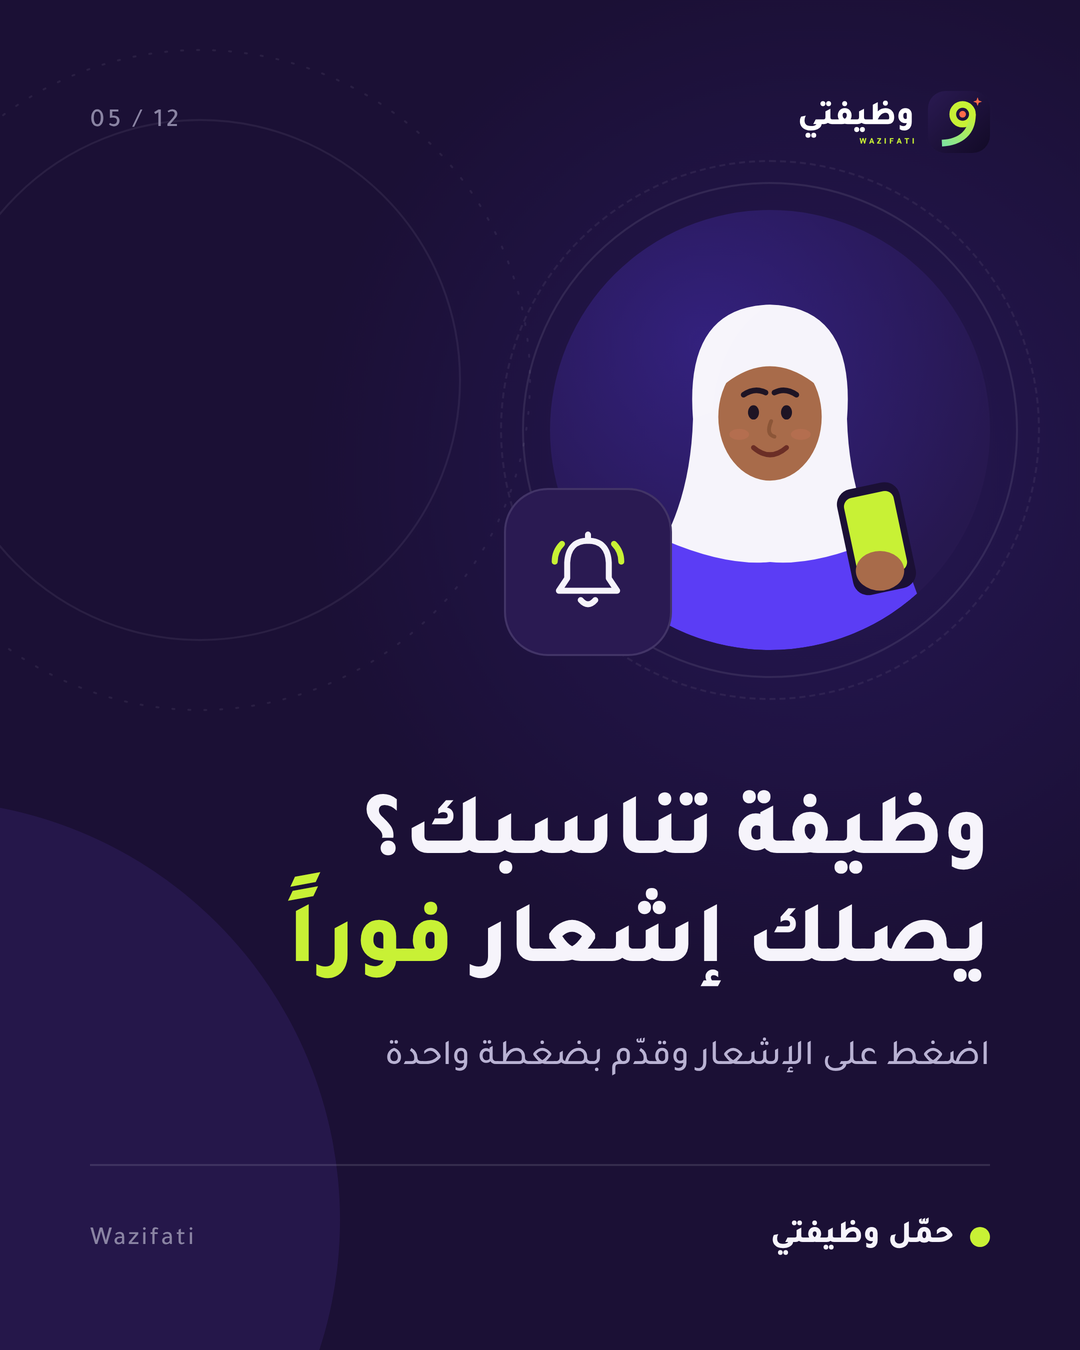 وظيفتي
WAZIFATI
05 / 12
وظيفة تناسبك؟
يصلك إشعار فوراً
اضغط على الإشعار وقدّم بضغطة واحدة
حمّل وظيفتي
Wazifati